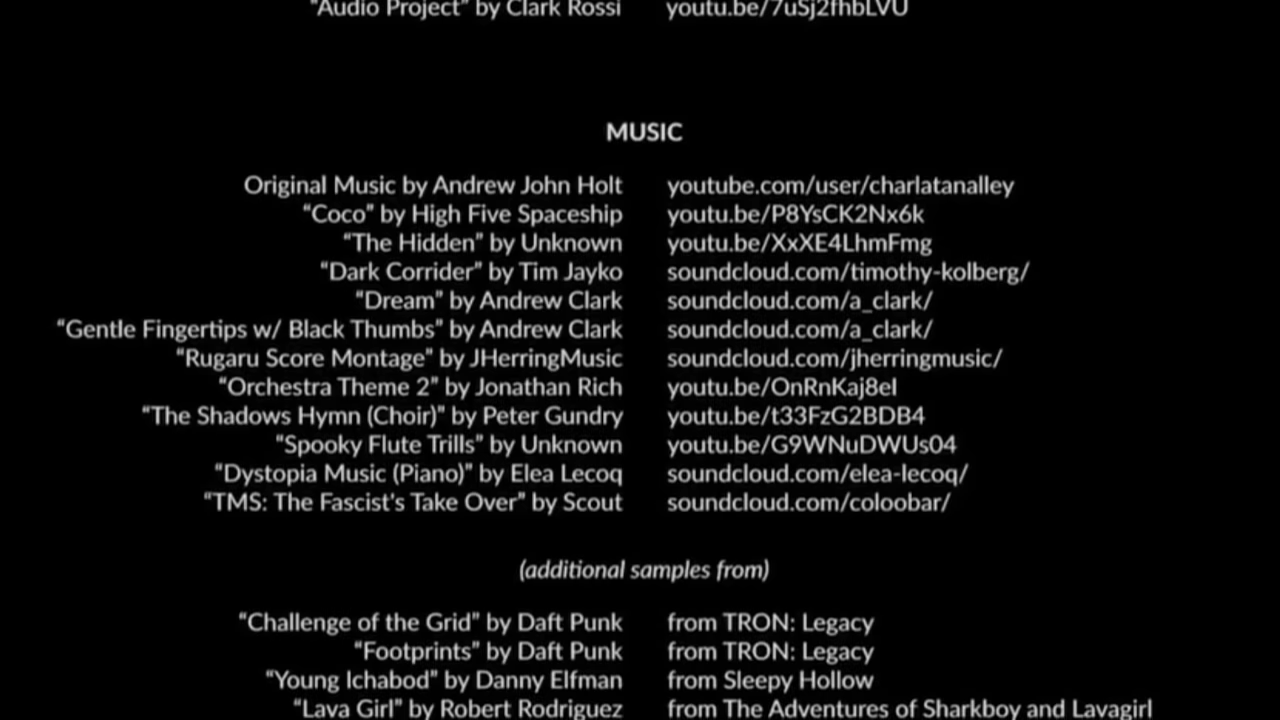 “Audio Project” by Clark Rossi youtu.be/7uSj2fhbLVU
MUSIC
Original Music by Andrew John Holt youtube.com/user/charlatanalley
“Coco” by High Five Spaceship youtu.be/P8YsCK2Nx6k
“The Hidden” by Unknown youtu.be/XxXE4LhmFmg
“Dark Corrider” by Tim Jayko soundcloud.com/timothy-kolberg/
“Dream” by Andrew Clark soundcloud.com/a_clark/
“Gentle Fingertips w/ Black Thumbs” by Andrew Clark soundcloud.com/a_clark/
“Rugaru Score Montage” by JHerringMusic soundcloud.com/jherringmusic/
“Orchestra Theme 2” by Jonathan Rich youtu.be/OnRnKaj8eI
“The Shadows Hymn (Choir)” by Peter Gundry youtu.be/t33FzG2BDB4
“Spooky Flute Trills” by Unknown youtu.be/G9WNuDWUs04
“Dystopia Music (Piano)” by Elea Lecoq soundcloud.com/elea-lecoq/
“TMS: The Fascist's Take Over” by Scout soundcloud.com/coloobar/
(additional samples from)
“Challenge of the Grid” by Daft Punk from TRON: Legacy
“Footprints” by Daft Punk from TRON: Legacy
“Young Ichabod” by Danny Elfman from Sleepy Hollow
“Lava Girl” by Robert Rodriguez from The Adventures of Sharkboy and Lavagirl